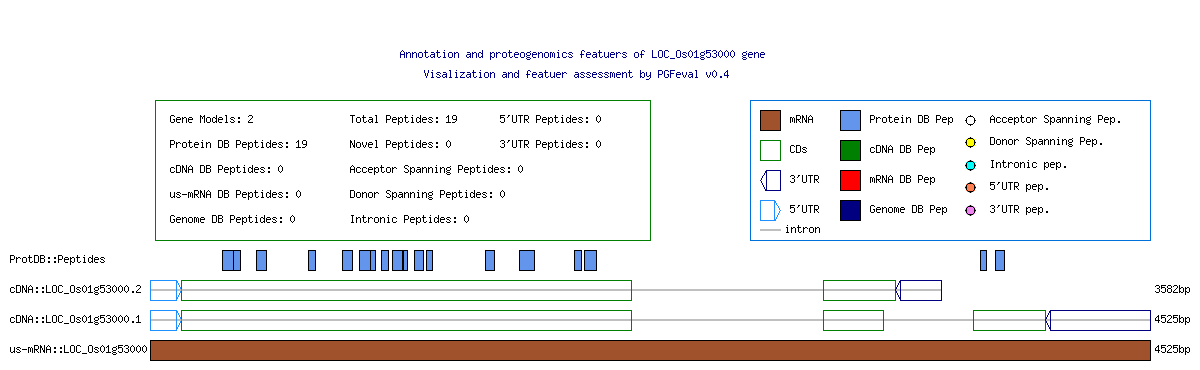 Annotation and proteogenomics featuers of LOC_Os01g53000 gene
Visalization and featuer assessment by PGFeval v0.4
Gene Models: 2 Total Peptides: 19 5'UTR Peptides: 0
Protein DB Peptides: 19 Novel Peptides: 0 3'UTR Peptides: 0
cDNA DB Peptides: 0 Acceptor Spanning Peptides: 0
us-mRNA DB Peptides: 0 Donor Spanning Peptides: 0
Genome DB Peptides: 0 Intronic Peptides: 0
mRNA Protein DB Pep Acceptor Spanning Pep.
CDs cDNA DB Pep Donor Spanning Pep.
3'UTR mRNA DB Pep Intronic pep.
5'UTR Genome DB Pep 5'UTR pep.
intron 3'UTR pep.
ProtDB::Peptides
cDNA::LOC_Os01g53000.2 3582bp
cDNA::LOC_Os01g53000.1 4525bp
us-mRNA::LOC_Os01g53000 4525bp